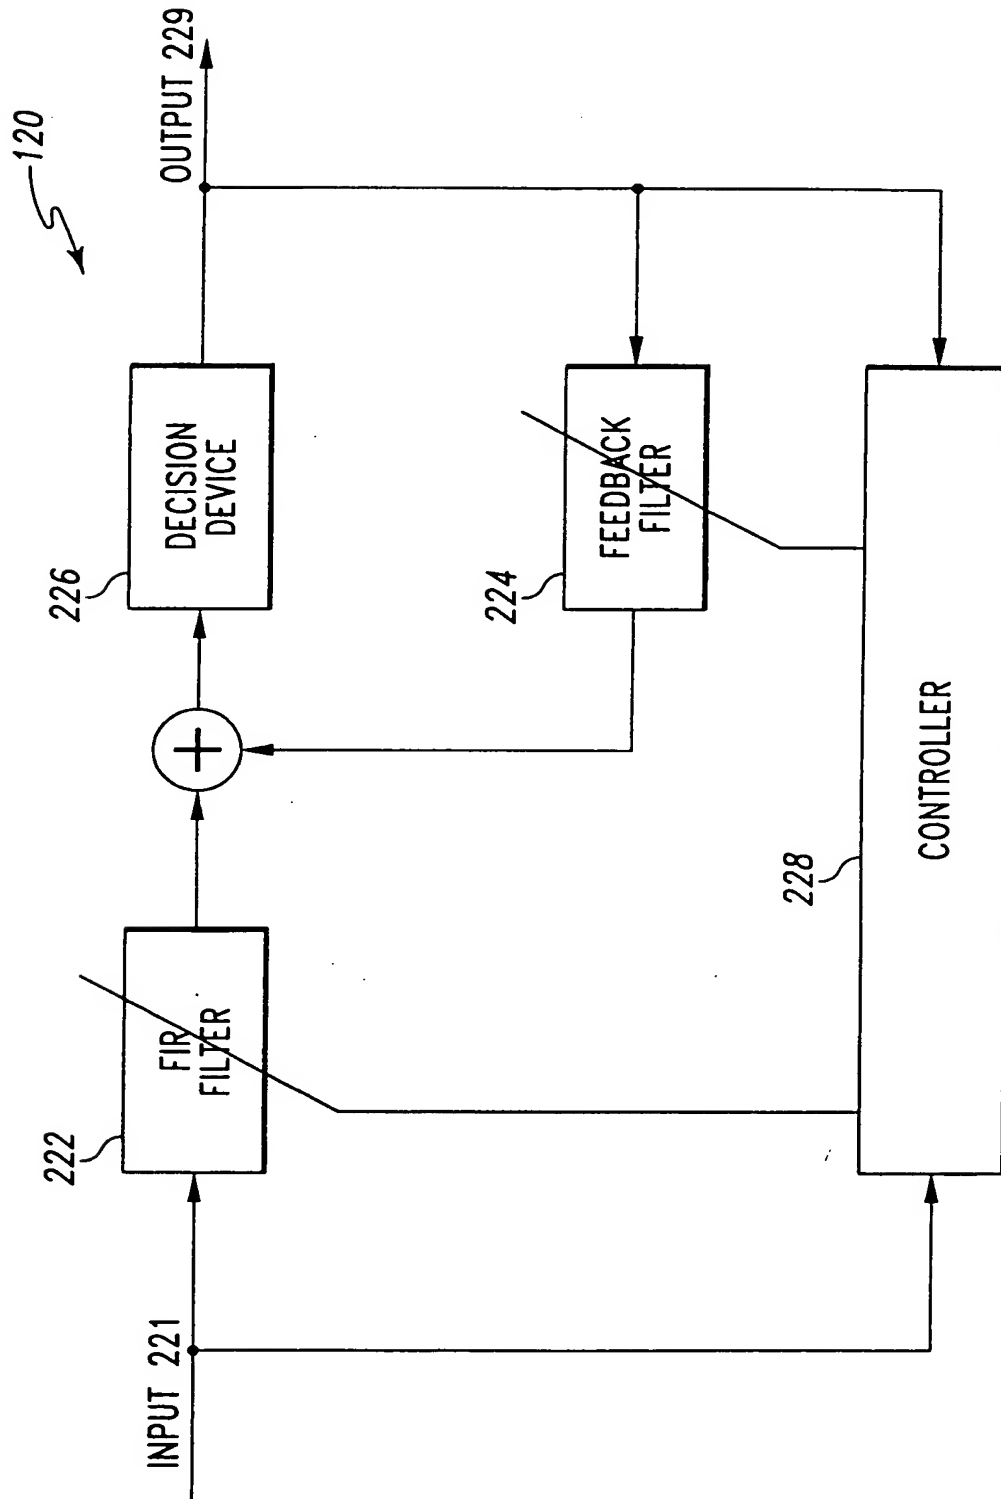 120
INPUT 221
OUTPUT 229
222
FIR
FILTER
226
DECISION
DEVICE
224
FEEDBACK
FILTER
228
CONTROLLER